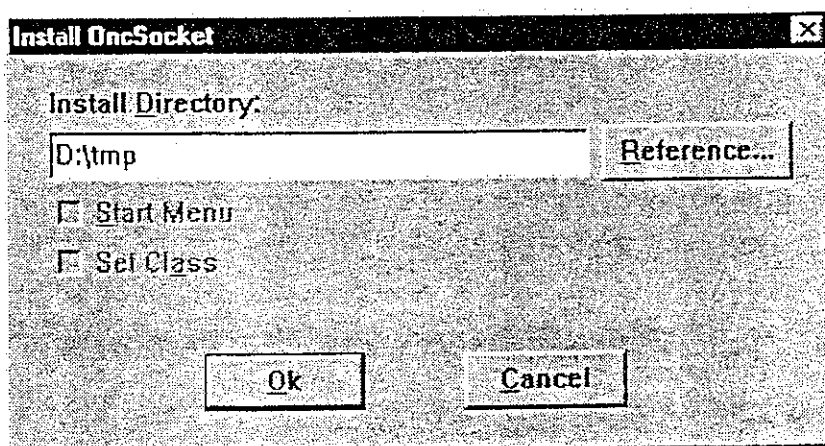 Install OncSocket
Install Directory:
D:\tmp
Reference...
Start Menu
Set Class
Ok
Cancel